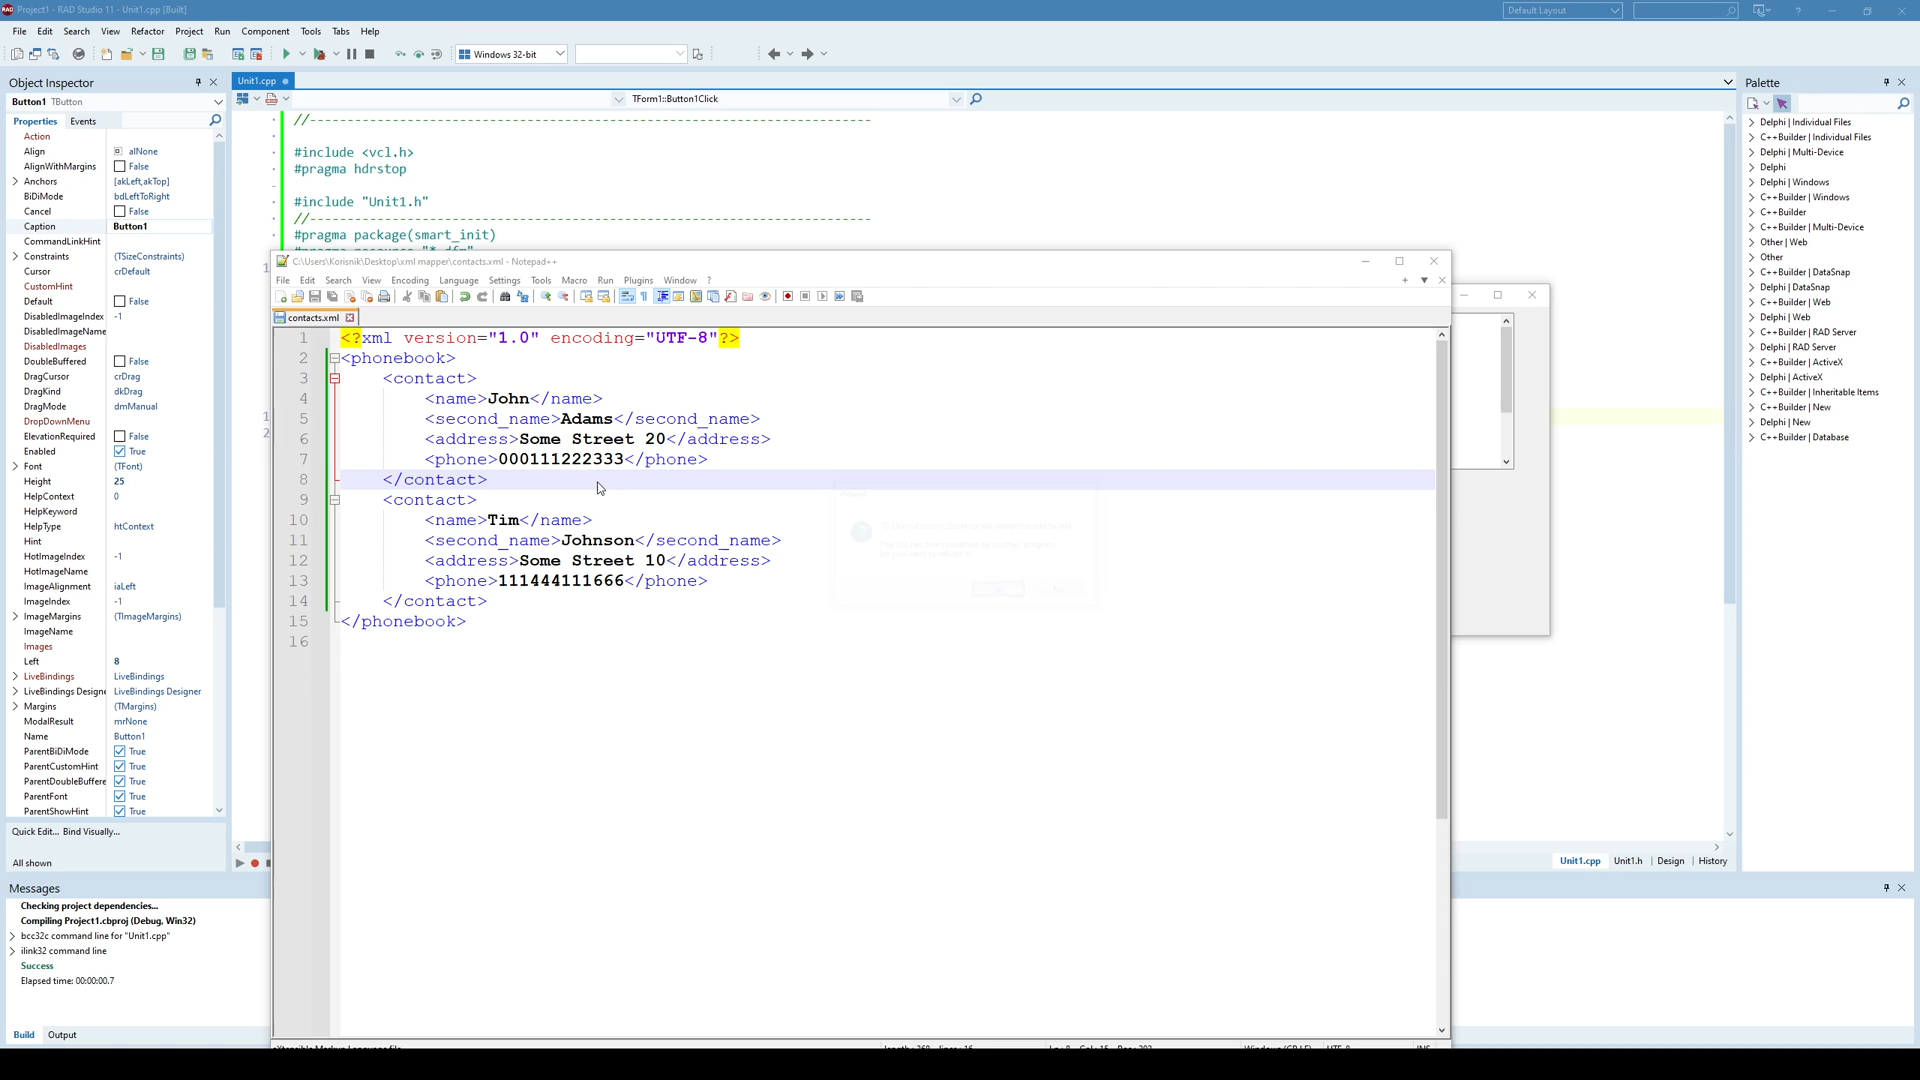 Project1 - RAD Studio 11 - Unit1.cpp [Built]
Default Layout
File Edit Search View Refactor Project Run Component Tools Tabs Help
Windows 32-bit
Object Inspector
Button1 TButton
Properties Events
Action
Align alNone
AlignWithMargins False
Anchors [akLeft,akTop]
BiDiMode bdLeftToRight
Cancel False
Caption Button1
CommandLinkHint
Constraints (TSizeConstraints)
Cursor crDefault
CustomHint
Default False
DisabledImageIndex -1
DisabledImageName
DisabledImages
DoubleBuffered False
DragCursor crDrag
DragKind dkDrag
DragMode dmManual
DropDownMenu
ElevationRequired False
Enabled True
Font (TFont)
Height 25
HelpContext 0
HelpKeyword
HelpType htContext
Hint
HotImageIndex -1
HotImageName
ImageAlignment iaLeft
ImageIndex -1
ImageMargins (TImageMargins)
ImageName
Images
Left 8
LiveBindings LiveBindings
LiveBindings Designe LiveBindings Designer
Margins (TMargins)
ModalResult mrNone
Name Button1
ParentBiDiMode True
ParentCustomHint True
ParentDoubleBuffere True
ParentFont True
ParentShowHint True
Quick Edit... Bind Visually...
All shown
Messages
Checking project dependencies...
Compiling Project1.cbproj (Debug, Win32)
bcc32c command line for "Unit1.cpp"
ilink32 command line
Success
Elapsed time: 00:00:00.7
Build Output
Unit1.cpp
TForm1::Button1Click
#include <vcl.h>
#pragma hdrstop
#include "Unit1.h"
#pragma package(smart_init)
C:\Users\Korisnik\Desktop\xml mapper\contacts.xml - Notepad++
File Edit Search View Encoding Language Settings Tools Macro Run Plugins Window ?
contacts.xml
1 <?xml version="1.0" encoding="UTF-8"?>
2 <phonebook>
3 <contact>
4 <name>John</name>
5 <second_name>Adams</second_name>
6 <address>Some Street 20</address>
7 <phone>000111222333</phone>
8 </contact>
9 <contact>
10 <name>Tim</name>
11 <second_name>Johnson</second_name>
12 <address>Some Street 10</address>
13 <phone>111444111666</phone>
14 </contact>
15 </phonebook>
16
Unit1.cpp Unit1.h Design History
Palette
Delphi | Individual Files
C++Builder | Individual Files
Delphi | Multi-Device
Delphi
Delphi | Windows
C++Builder | Windows
C++Builder
C++Builder | Multi-Device
Other | Web
Other
C++Builder | DataSnap
Delphi | DataSnap
C++Builder | Web
Delphi | Web
C++Builder | RAD Server
Delphi | RAD Server
C++Builder | ActiveX
Delphi | ActiveX
C++Builder | Inheritable Items
C++Builder | New
Delphi | New
C++Builder | Database